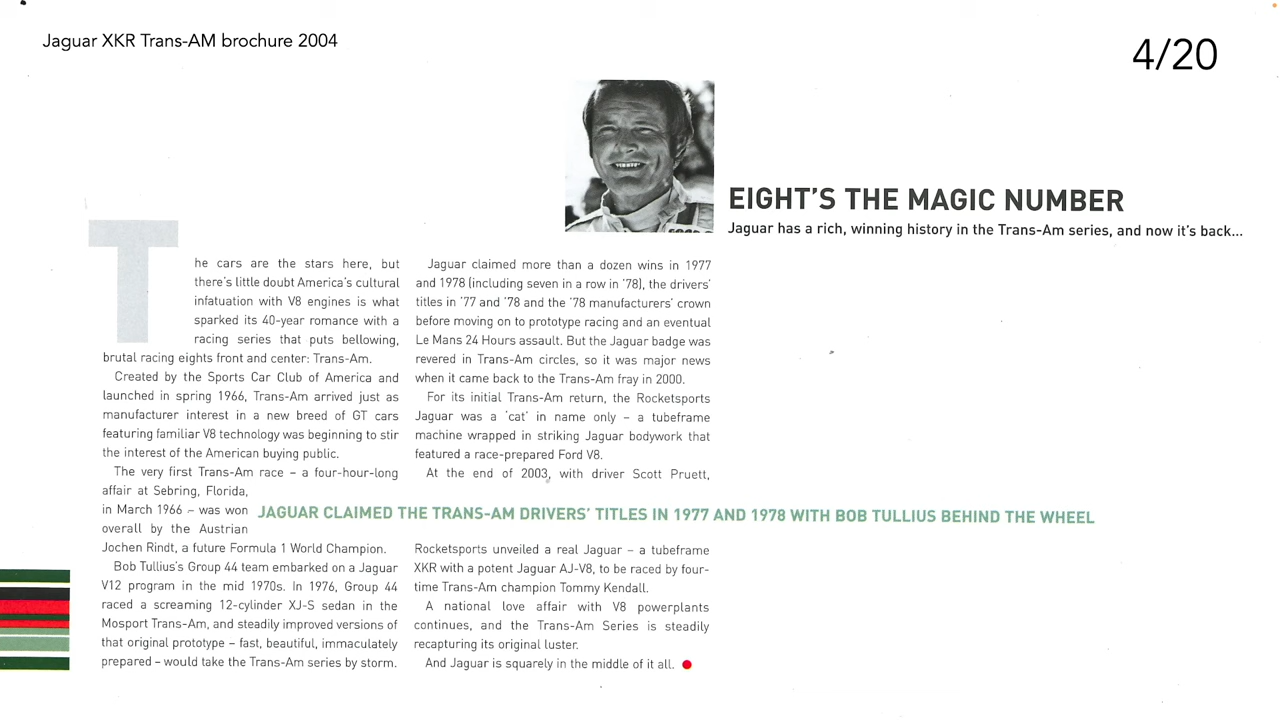 Jaguar XKR Trans-AM brochure 2004
4/20
EIGHT'S THE MAGIC NUMBER
Jaguar has a rich, winning history in the Trans-Am series, and now it's back...
The cars are the stars here, but
there's little doubt America's cultural
infatuation with V8 engines is what
sparked its 40-year romance with a
racing series that puts bellowing,
brutal racing eights front and center: Trans-Am.
Created by the Sports Car Club of America and
launched in spring 1966, Trans-Am arrived just as
manufacturer interest in a new breed of GT cars
featuring familiar V8 technology was beginning to stir
the interest of the American buying public.
The very first Trans-Am race – a four-hour-long
affair at Sebring, Florida,
in March 1966 – was won
overall by the Austrian
Jochen Rindt, a future Formula 1 World Champion.
Bob Tullius's Group 44 team embarked on a Jaguar
V12 program in the mid 1970s. In 1976, Group 44
raced a screaming 12-cylinder XJ-S sedan in the
Mosport Trans-Am, and steadily improved versions of
that original prototype – fast, beautiful, immaculately
prepared – would take the Trans-Am series by storm.
Jaguar claimed more than a dozen wins in 1977
and 1978 (including seven in a row in '78), the drivers'
titles in '77 and '78 and the '78 manufacturers' crown
before moving on to prototype racing and an eventual
Le Mans 24 Hours assault. But the Jaguar badge was
revered in Trans-Am circles, so it was major news
when it came back to the Trans-Am fray in 2000.
For its initial Trans-Am return, the Rocketsports
Jaguar was a 'cat' in name only – a tubeframe
machine wrapped in striking Jaguar bodywork that
featured a race-prepared Ford V8.
At the end of 2003, with driver Scott Pruett,
JAGUAR CLAIMED THE TRANS-AM DRIVERS' TITLES IN 1977 AND 1978 WITH BOB TULLIUS BEHIND THE WHEEL
Rocketsports unveiled a real Jaguar – a tubeframe
XKR with a potent Jaguar AJ-V8, to be raced by four-
time Trans-Am champion Tommy Kendall.
A national love affair with V8 powerplants
continues, and the Trans-Am Series is steadily
recapturing its original luster.
And Jaguar is squarely in the middle of it all.